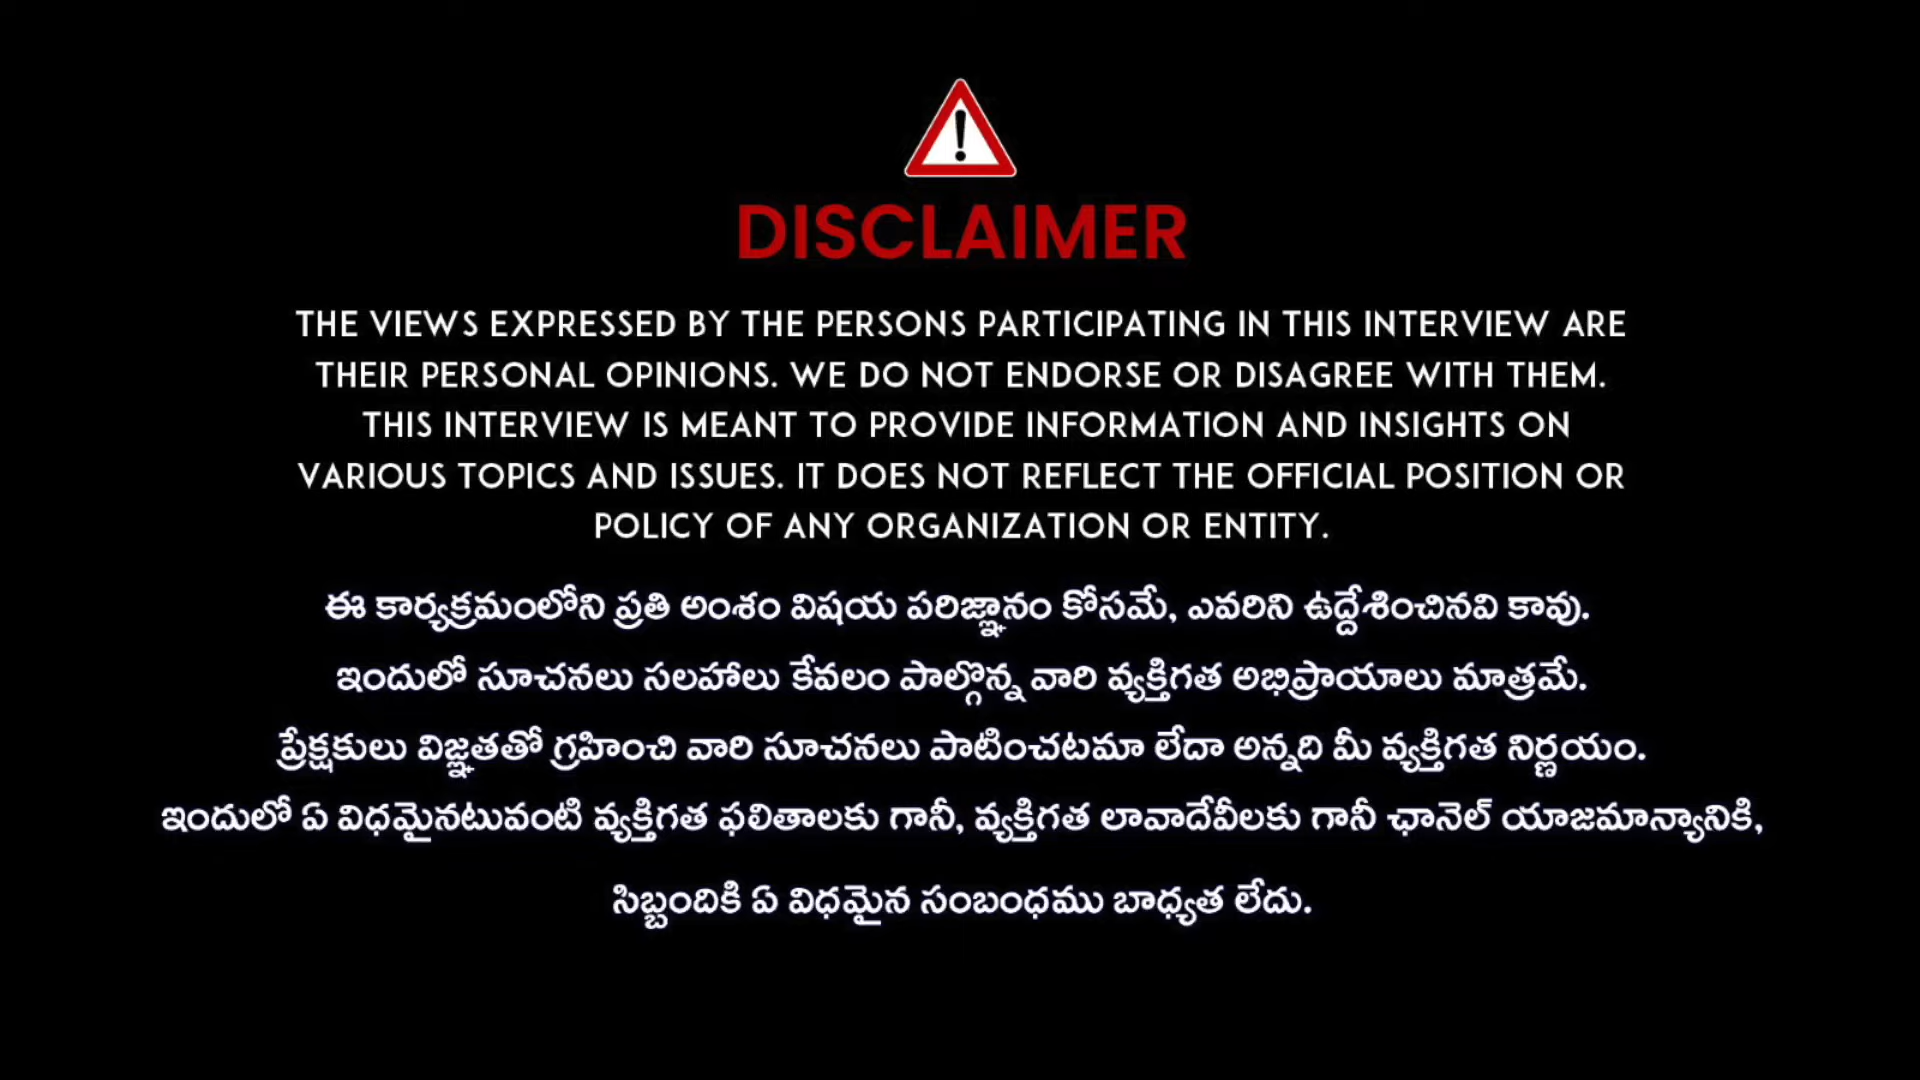 DISCLAIMER
THE VIEWS EXPRESSED BY THE PERSONS PARTICIPATING IN THIS INTERVIEW ARE
THEIR PERSONAL OPINIONS. WE DO NOT ENDORSE OR DISAGREE WITH THEM.
THIS INTERVIEW IS MEANT TO PROVIDE INFORMATION AND INSIGHTS ON
VARIOUS TOPICS AND ISSUES. IT DOES NOT REFLECT THE OFFICIAL POSITION OR
POLICY OF ANY ORGANIZATION OR ENTITY.
ఈ కార్యక్రమంలోని ప్రతి అంశం విషయ పరిజ్ఞానం కోసమే, ఎవరిని ఉద్దేశించినవి కావు.
ఇందులో సూచనలు సలహాలు కేవలం పాల్గొన్న వారి వ్యక్తిగత అభిప్రాయాలు మాత్రమే.
ప్రేక్షకులు విజ్ఞతతో గ్రహించి వారి సూచనలు పాటించటమా లేదా అన్నది మీ వ్యక్తిగత నిర్ణయం.
ఇందులో ఏ విధమైనటువంటి వ్యక్తిగత ఫలితాలకు గానీ, వ్యక్తిగత లావాదేవీలకు గానీ ఛానెల్ యాజమాన్యానికి,
సిబ్బందికి ఏ విధమైన సంబంధము బాధ్యత లేదు.